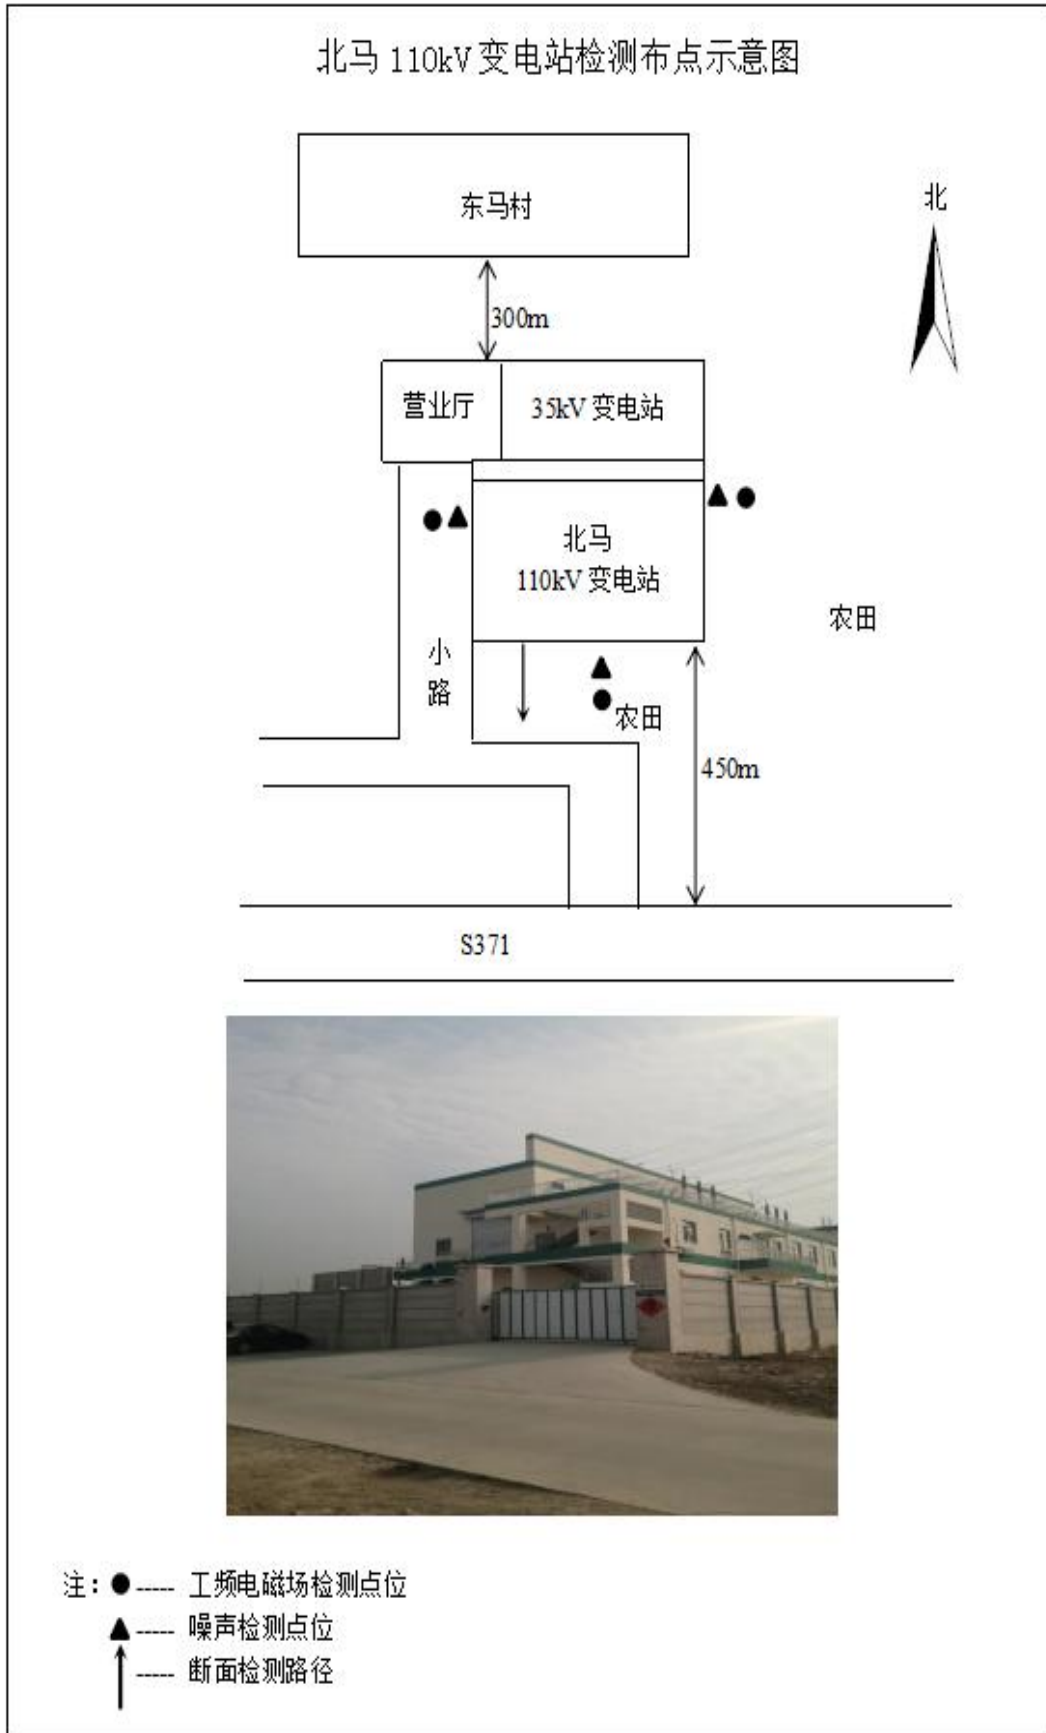 北马 110kV 变电站检测布点示意图
东马村
北
300m
营业厅
35kV 变电站
北马
110kV 变电站
农田
小
路
农田
450m
S371
注：●----- 工频电磁场检测点位
▲----- 噪声检测点位
↑----- 断面检测路径